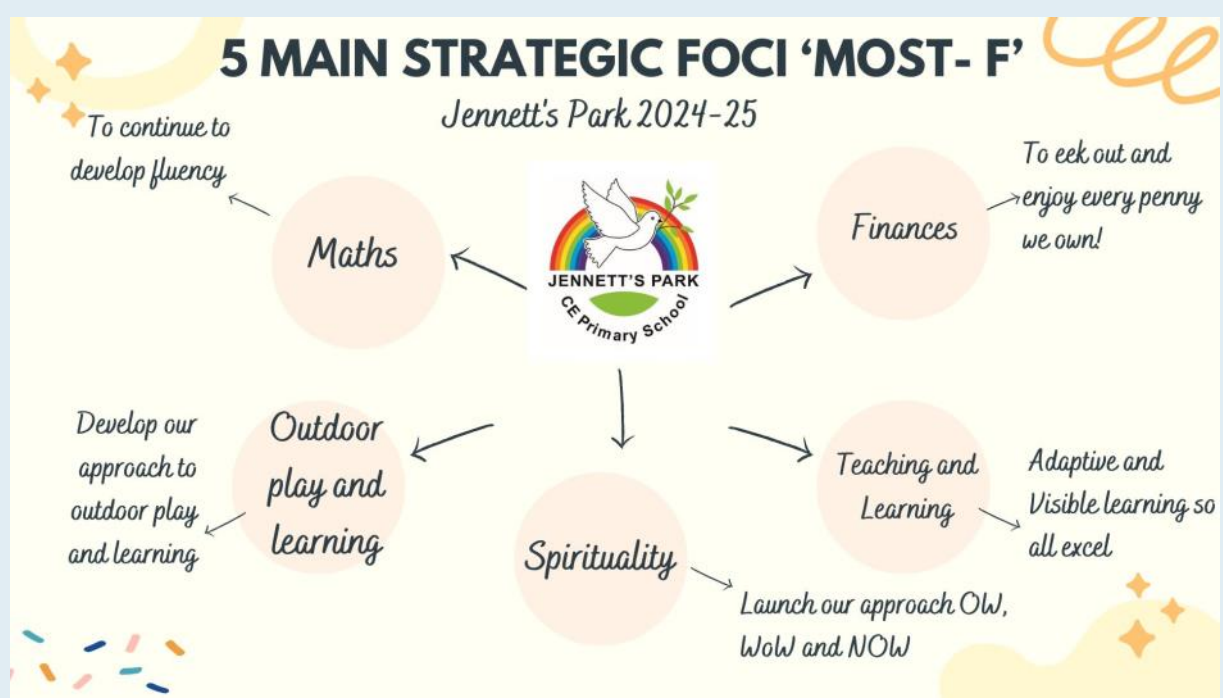 5 MAIN STRATEGIC FOCI ‘MOST- F’
Jennett's Park 2024-25
To continue to
develop fluency
Maths
JENNETT'S PARK
CE Primary School
Finances
To eek out and
enjoy every penny
we own!
Develop our
approach to
outdoor play
and learning
Outdoor
play and
learning
Spirituality
Launch our approach OW,
WoW and NOW
Teaching and
Learning
Adaptive and
Visible learning so
all excel